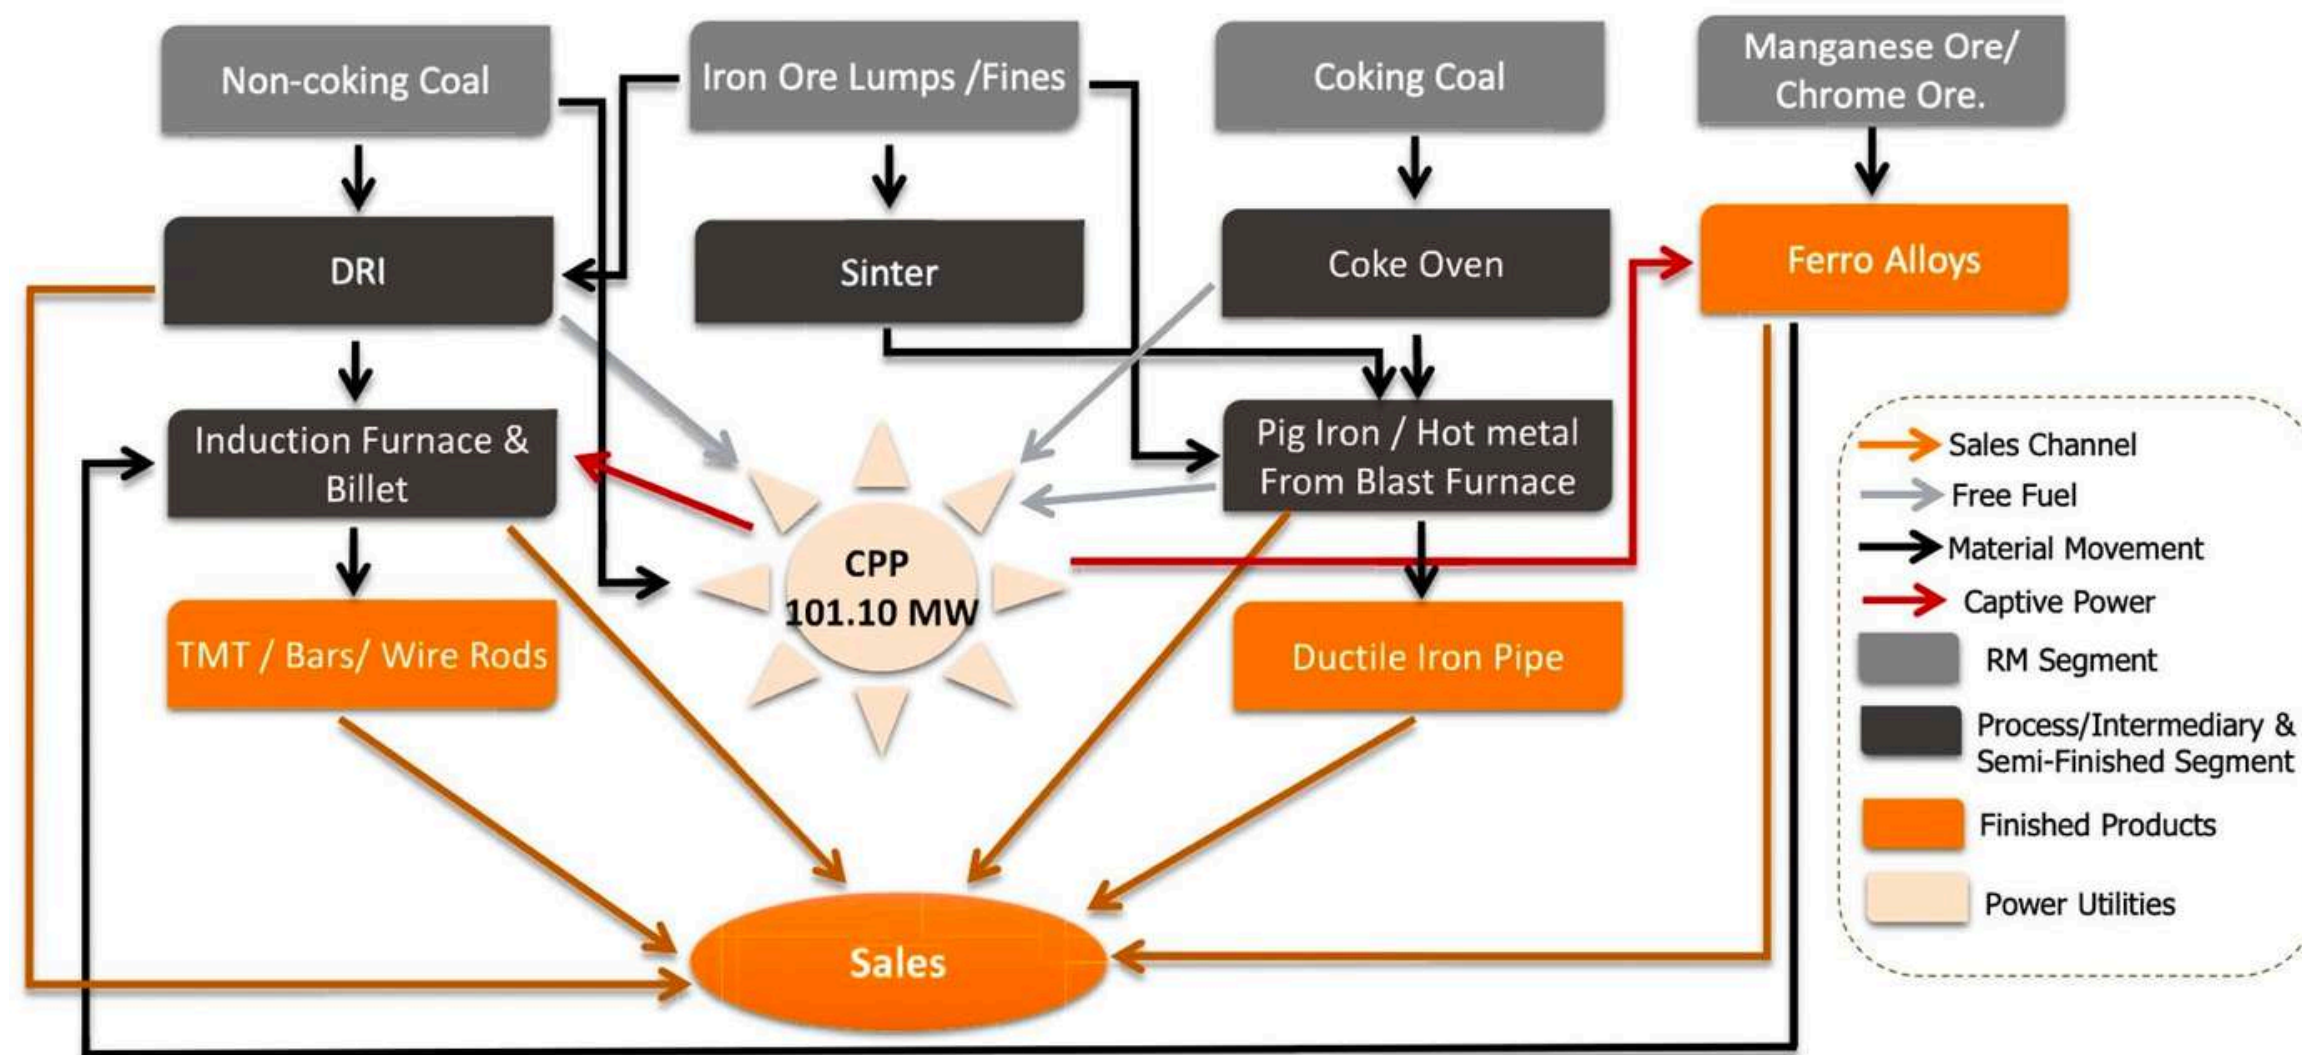 Non-coking Coal
Iron Ore Lumps /Fines
Coking Coal
Manganese Ore/
Chrome Ore.
DRI
Sinter
Coke Oven
Ferro Alloys
Induction Furnace &
Billet
Pig Iron / Hot metal
From Blast Furnace
CPP
101.10 MW
TMT / Bars/ Wire Rods
Ductile Iron Pipe
Sales
Sales Channel
Free Fuel
Material Movement
Captive Power
RM Segment
Process/Intermediary &
Semi-Finished Segment
Finished Products
Power Utilities